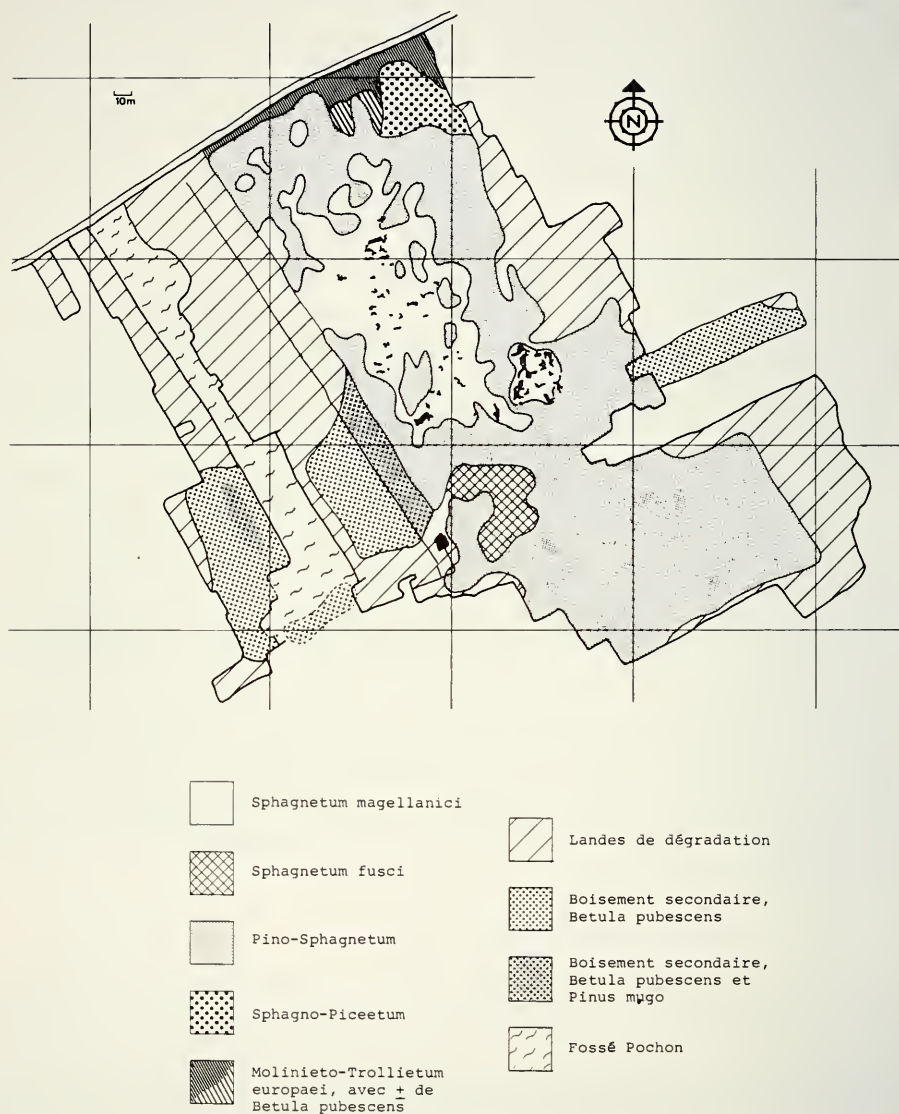 10m
N
Sphagnetum magellanici
Sphagnetum fusci
Pino-Sphagnetum
Sphagno-Piceetum
Molinieto-Trollietum
europaei, avec ± de
Betula pubescens
Landes de dégradation
Boisement secondaire,
Betula pubescens
Boisement secondaire,
Betula pubescens et
Pinus mugo
Fossé Pochon